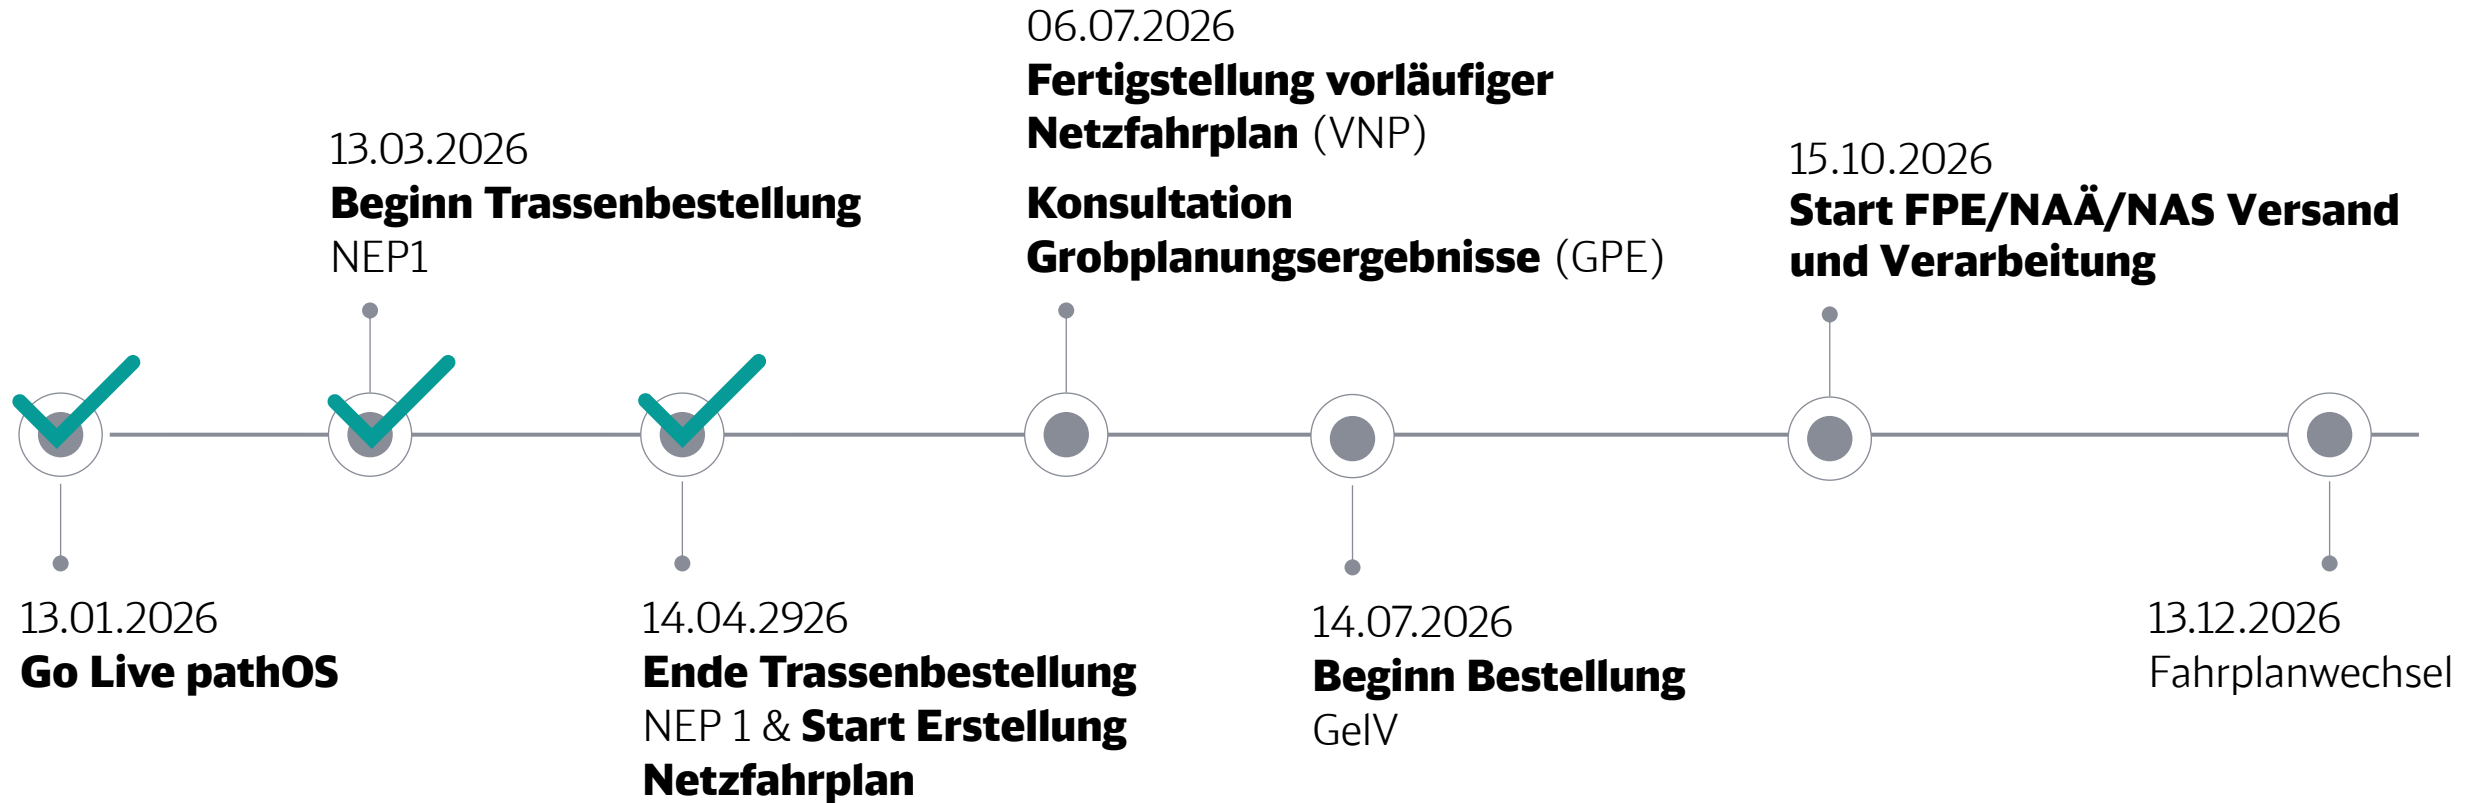 13.01.2026
Go Live pathOS
13.03.2026
Beginn Trassenbestellung
NEP1
14.04.2926
Ende Trassenbestellung
NEP 1 & Start Erstellung
Netzfahrplan
06.07.2026
Fertigstellung vorläufiger
Netzfahrplan (VNP)
Konsultation
Grobplanungsergebnisse (GPE)
14.07.2026
Beginn Bestellung
GelV
15.10.2026
Start FPE/NAÄ/NAS Versand
und Verarbeitung
13.12.2026
Fahrplanwechsel